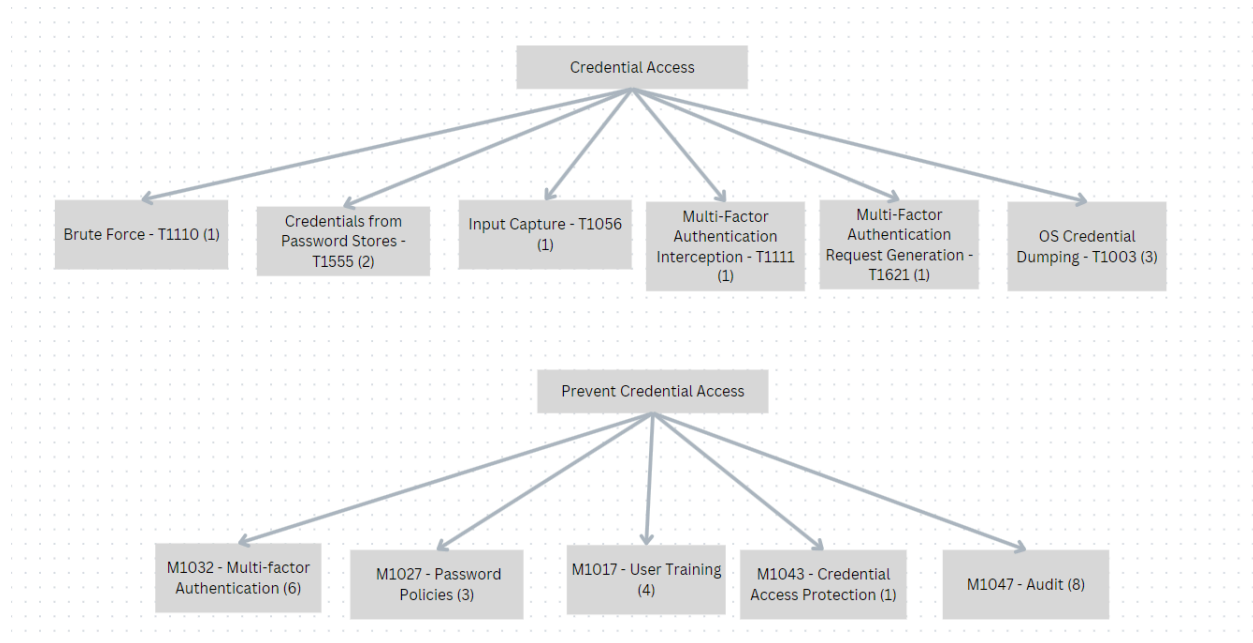 Credential Access
Brute Force - T1110 (1)
Credentials from
Password Stores -
T1555 (2)
Input Capture - T1056
(1)
Multi-Factor
Authentication
Interception - T1111
(1)
Multi-Factor
Authentication
Request Generation -
T1621 (1)
OS Credential
Dumping - T1003 (3)
Prevent Credential Access
M1032 - Multi-factor
Authentication (6)
M1027 - Password
Policies (3)
M1017 - User Training
(4)
M1043 - Credential
Access Protection (1)
M1047 - Audit (8)